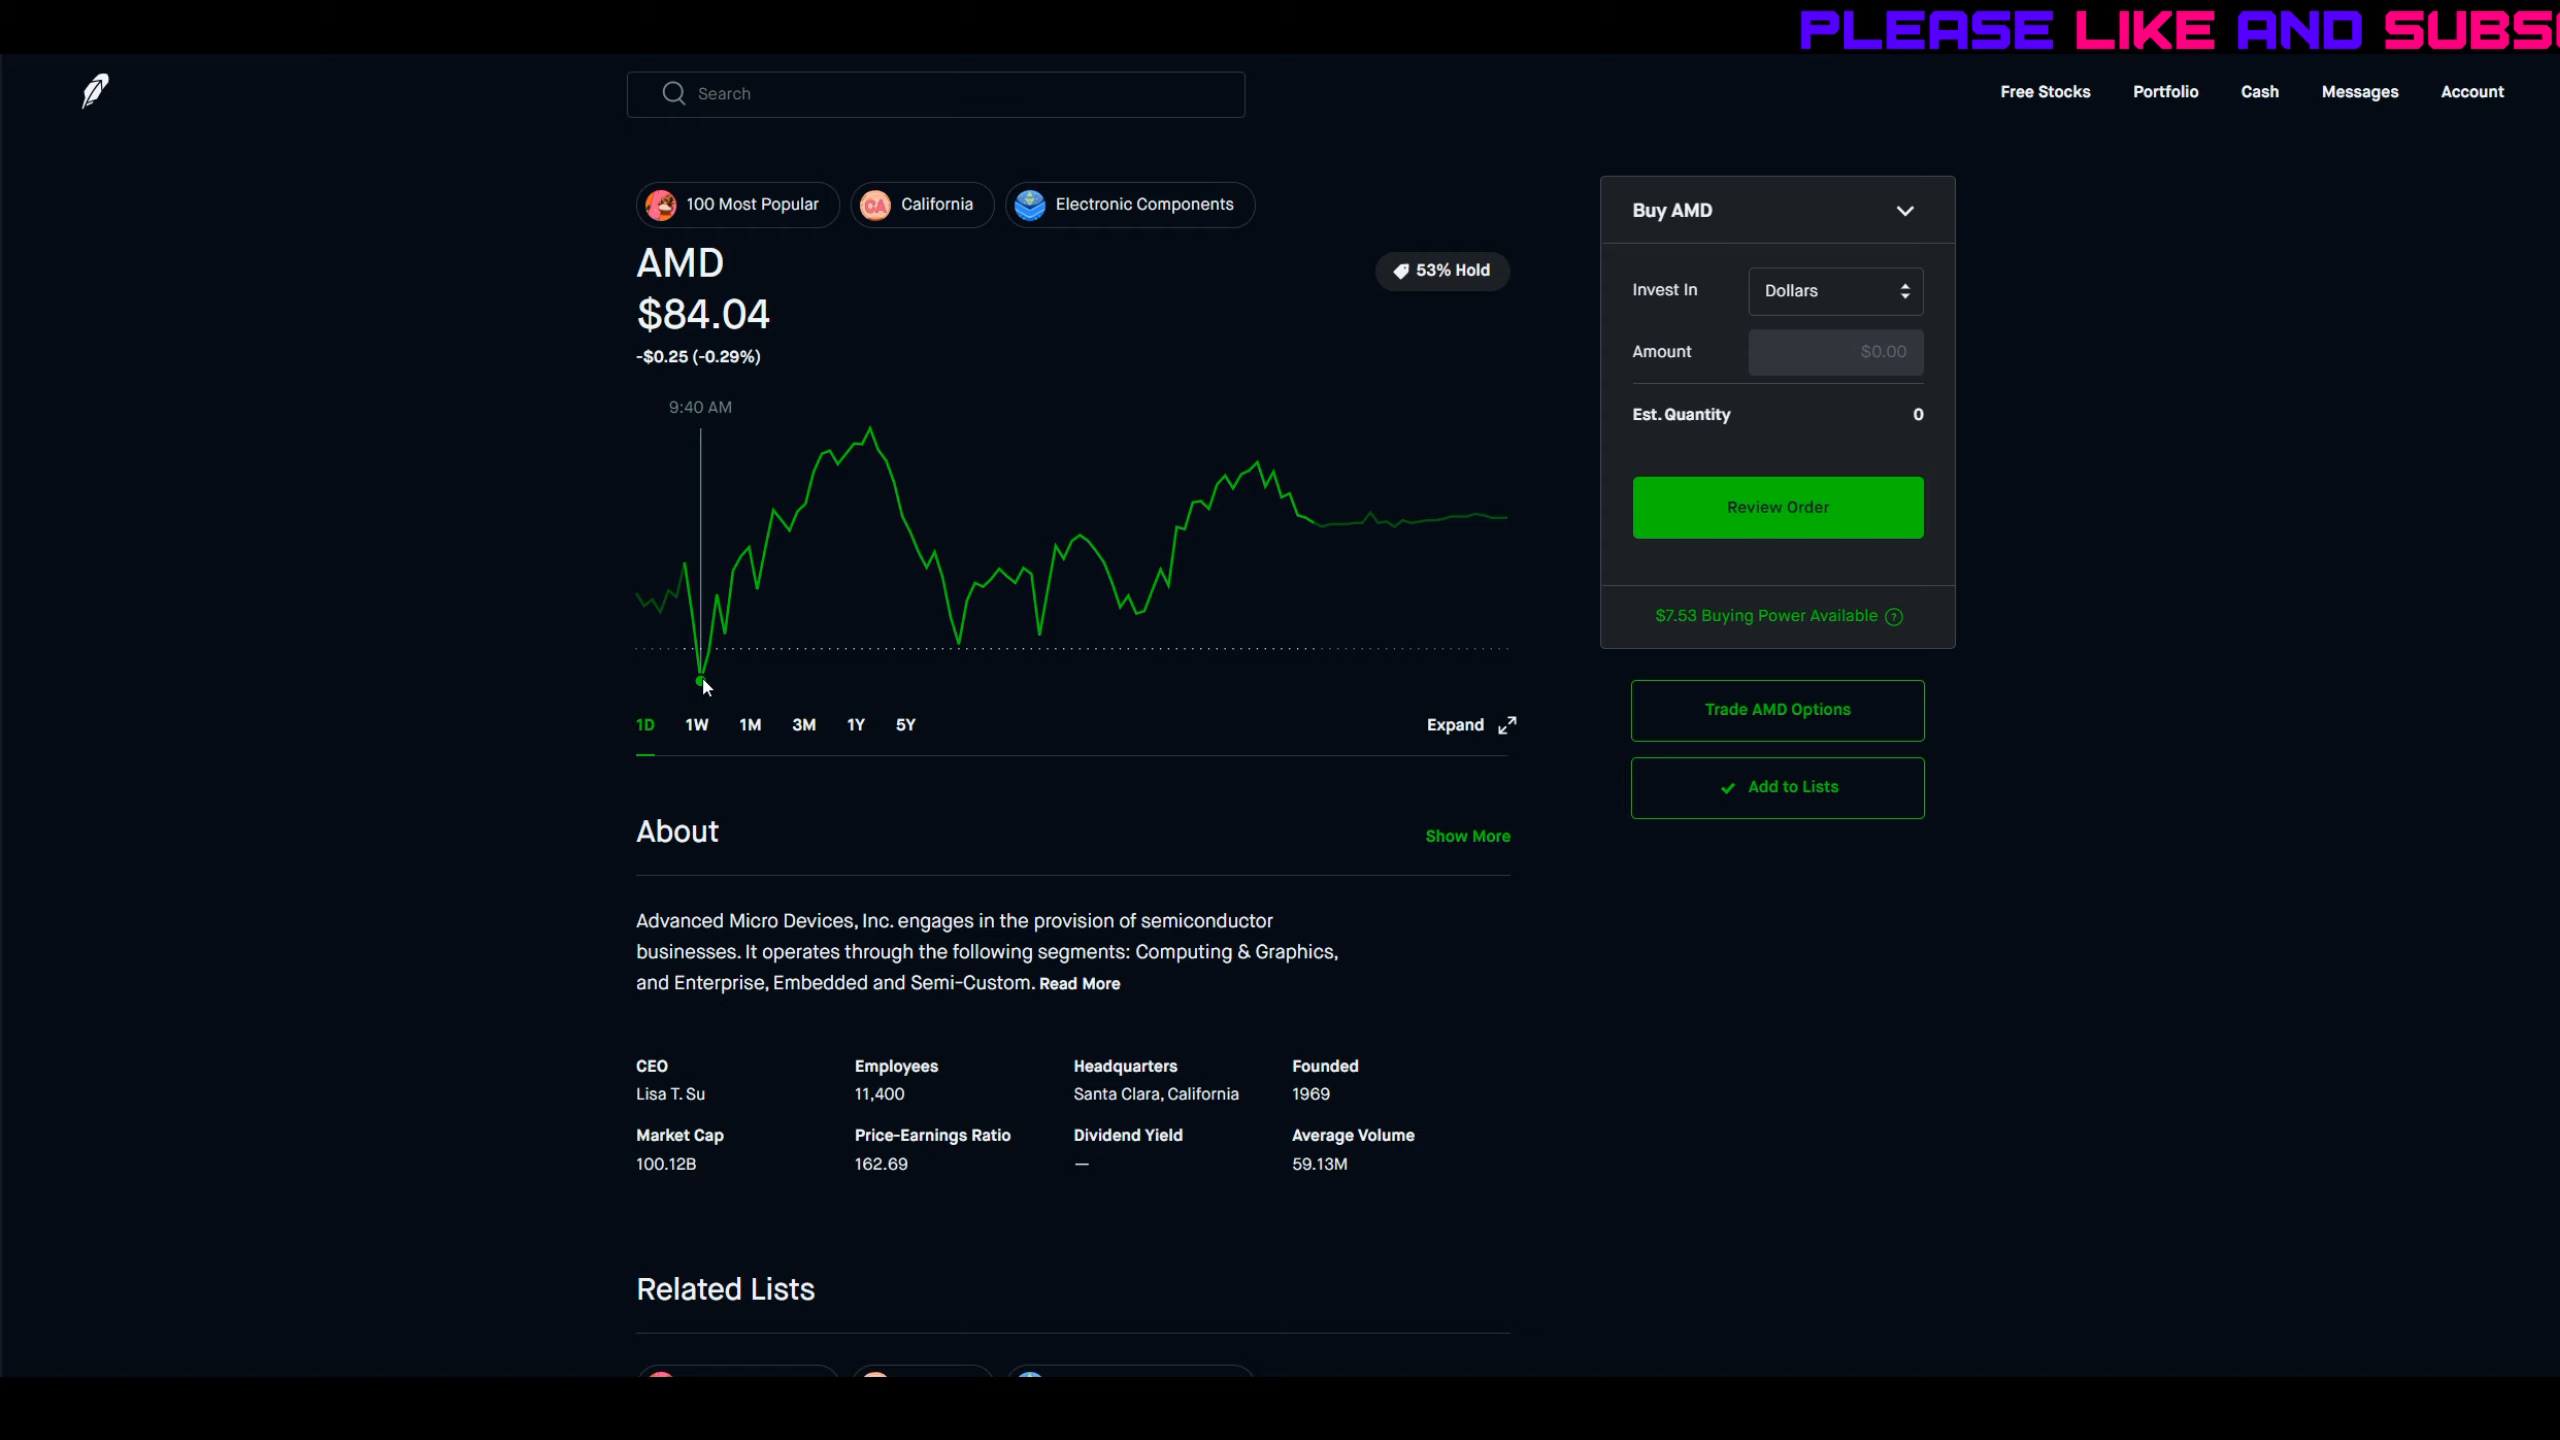 PLEASE LIKE AND SUBS
Search
Free Stocks Portfolio Cash Messages Account
100 Most Popular California Electronic Components
CA
AMD
$84.04
-$0.25 (-0.29%)
53% Hold
9:40 AM
1D 1W 1M 3M 1Y 5Y Expand
Buy AMD
Invest In Dollars
Amount $0.00
Est. Quantity 0
Review Order
$7.53 Buying Power Available ?
Trade AMD Options
Add to Lists
About Show More
Advanced Micro Devices, Inc. engages in the provision of semiconductor
businesses. It operates through the following segments: Computing & Graphics,
and Enterprise, Embedded and Semi-Custom. Read More
CEO Employees Headquarters Founded
Lisa T. Su 11,400 Santa Clara, California 1969
Market Cap Price-Earnings Ratio Dividend Yield Average Volume
100.12B 162.69 — 59.13M
Related Lists